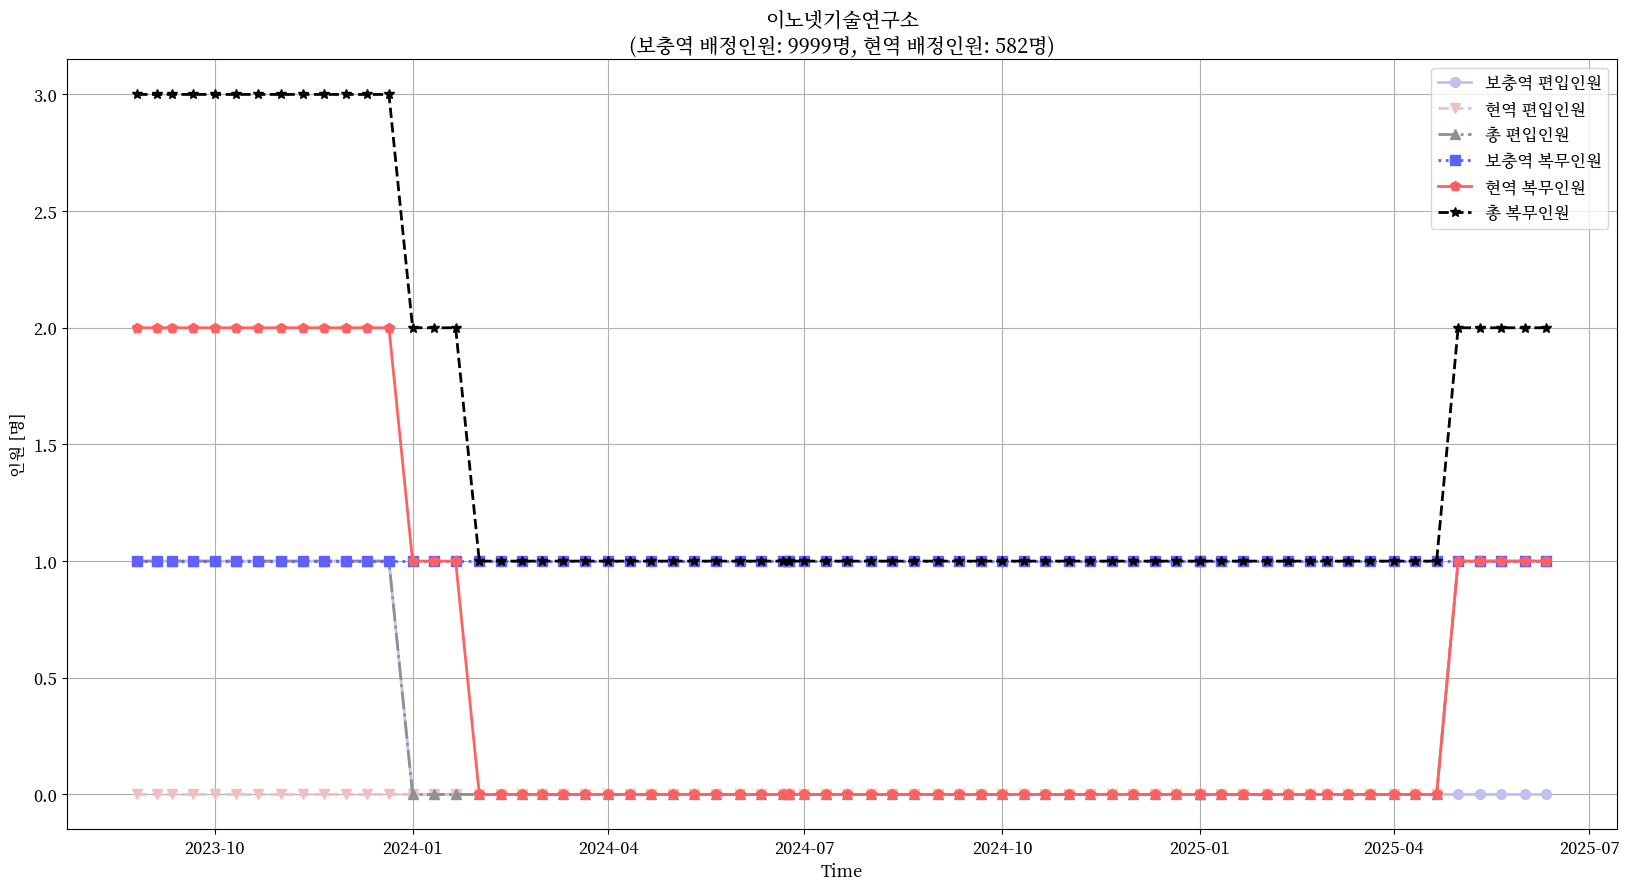 이노넷기술연구소
(보충역 배정인원: 9999명, 현역 배정인원: 582명)
보충역 편입인원
현역 편입인원
총 편입인원
보충역 복무인원
현역 복무인원
총 복무인원
인원 [명]
3.0
2.5
2.0
1.5
1.0
0.5
0.0
2023-10
2024-01
2024-04
2024-07
2024-10
2025-01
2025-04
2025-07
Time